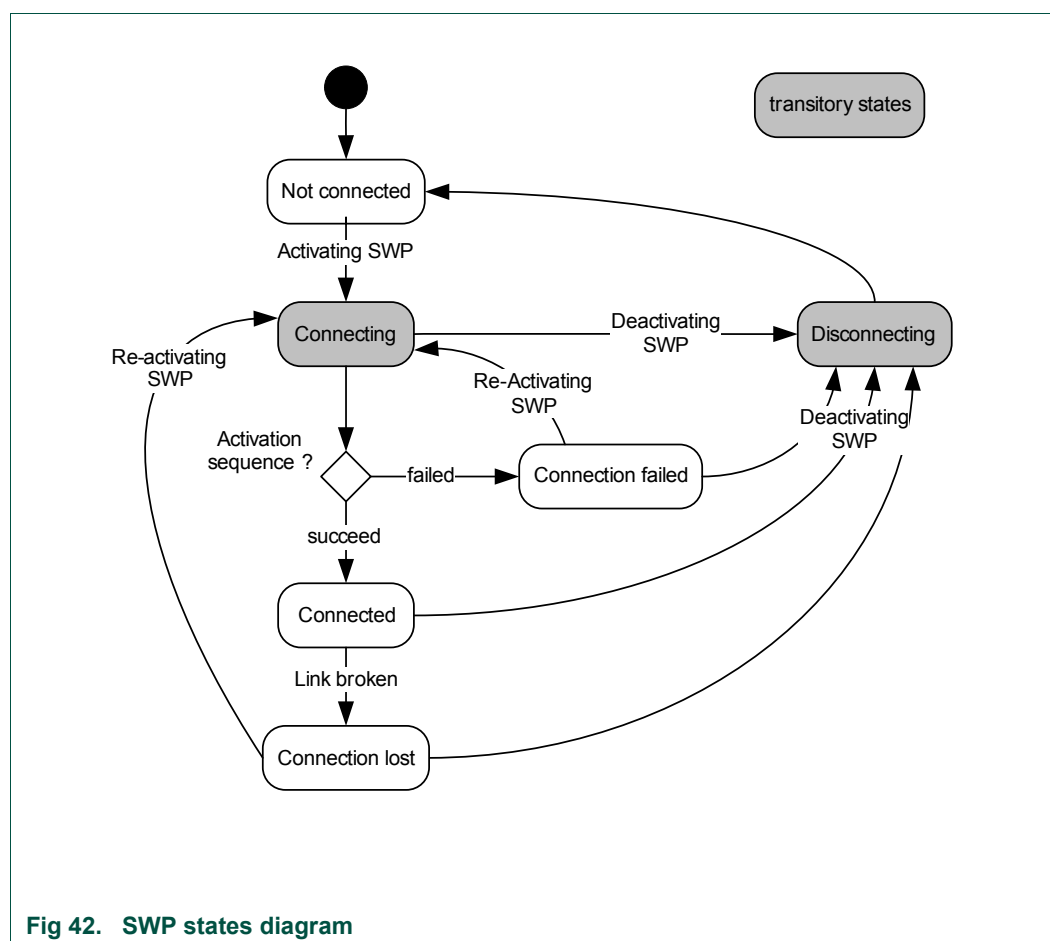 transitory states
Not connected
Activating SWP
Connecting
Deactivating
SWP
Disconnecting
Re-activating
SWP
Re-Activating
SWP
Deactivating
SWP
Activation
sequence ?
failed
Connection failed
succeed
Connected
Link broken
Connection lost
Fig 42. SWP states diagram